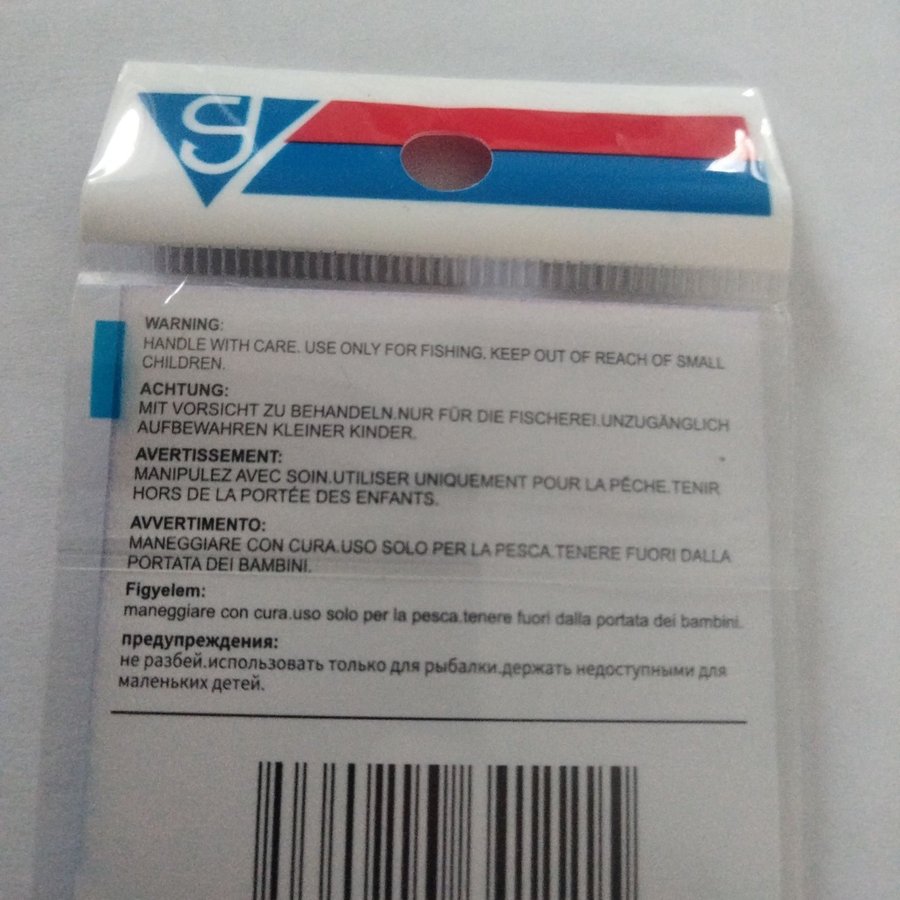 SJ
WARNING:
HANDLE WITH CARE. USE ONLY FOR FISHING. KEEP OUT OF REACH OF SMALL
CHILDREN.
ACHTUNG:
MIT VORSICHT ZU BEHANDELN.NUR FÜR DIE FISCHEREI.UNZUGÄNGLICH
AUFBEWAHREN KLEINER KINDER.
AVERTISSEMENT:
MANIPULEZ AVEC SOIN.UTILISER UNIQUEMENT POUR LA PÊCHE.TENIR
HORS DE LA PORTÉE DES ENFANTS.
AVVERTIMENTO:
MANEGGIARE CON CURA.USO SOLO PER LA PESCA.TENERE FUORI DALLA
PORTATA DEI BAMBINI.
Figyelem:
maneggiare con cura.uso solo per la pesca.tenere fuori dalla portata dei bambini.
предупреждения:
не разбей.использовать только для рыбалки.держать недоступными для
маленьких детей.